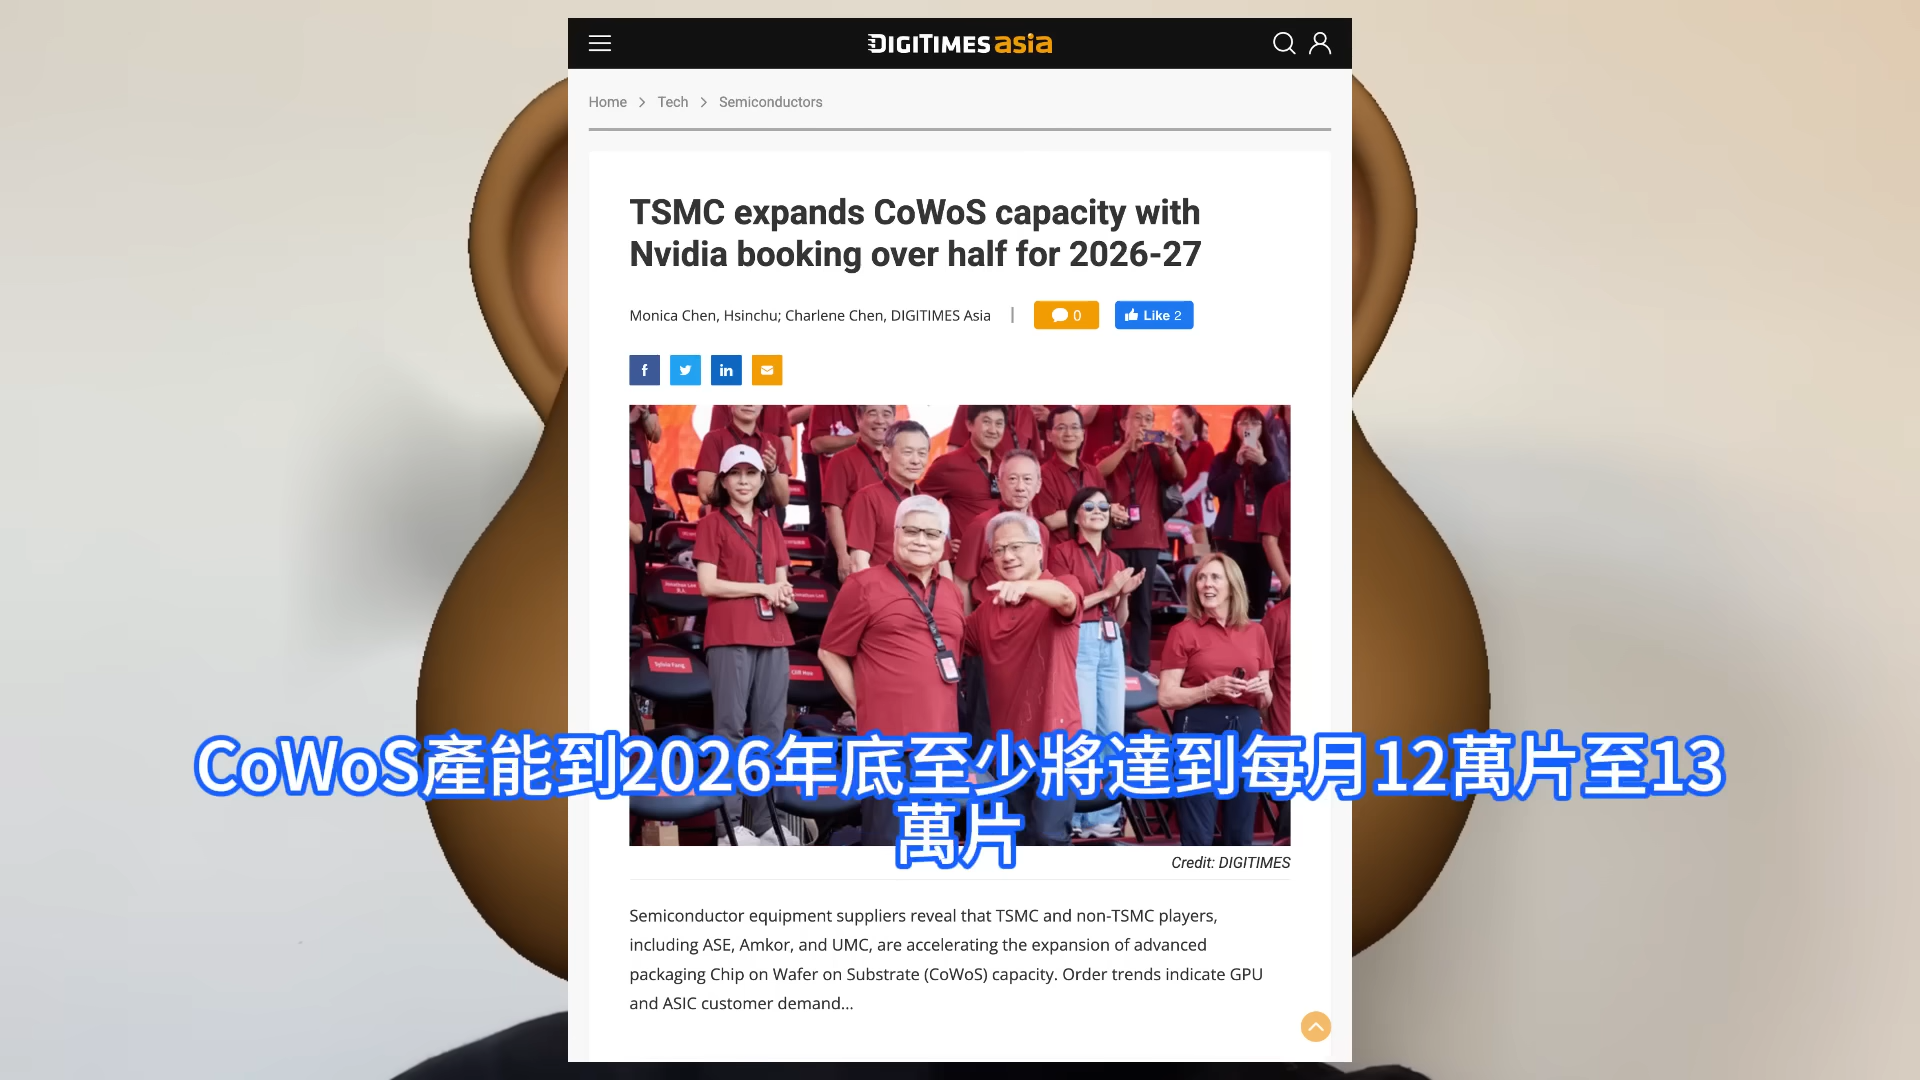 DIGITIMES asia
Home > Tech > Semiconductors
TSMC expands CoWoS capacity with
Nvidia booking over half for 2026-27
Monica Chen, Hsinchu; Charlene Chen, DIGITIMES Asia | 0 Like 2
Sylvia Fang
CoWoS產能到2026年底至少將達到每月12萬片至13
萬片
Credit: DIGITIMES
Semiconductor equipment suppliers reveal that TSMC and non-TSMC players,
including ASE, Amkor, and UMC, are accelerating the expansion of advanced
packaging Chip on Wafer on Substrate (CoWoS) capacity. Order trends indicate GPU
and ASIC customer demand...